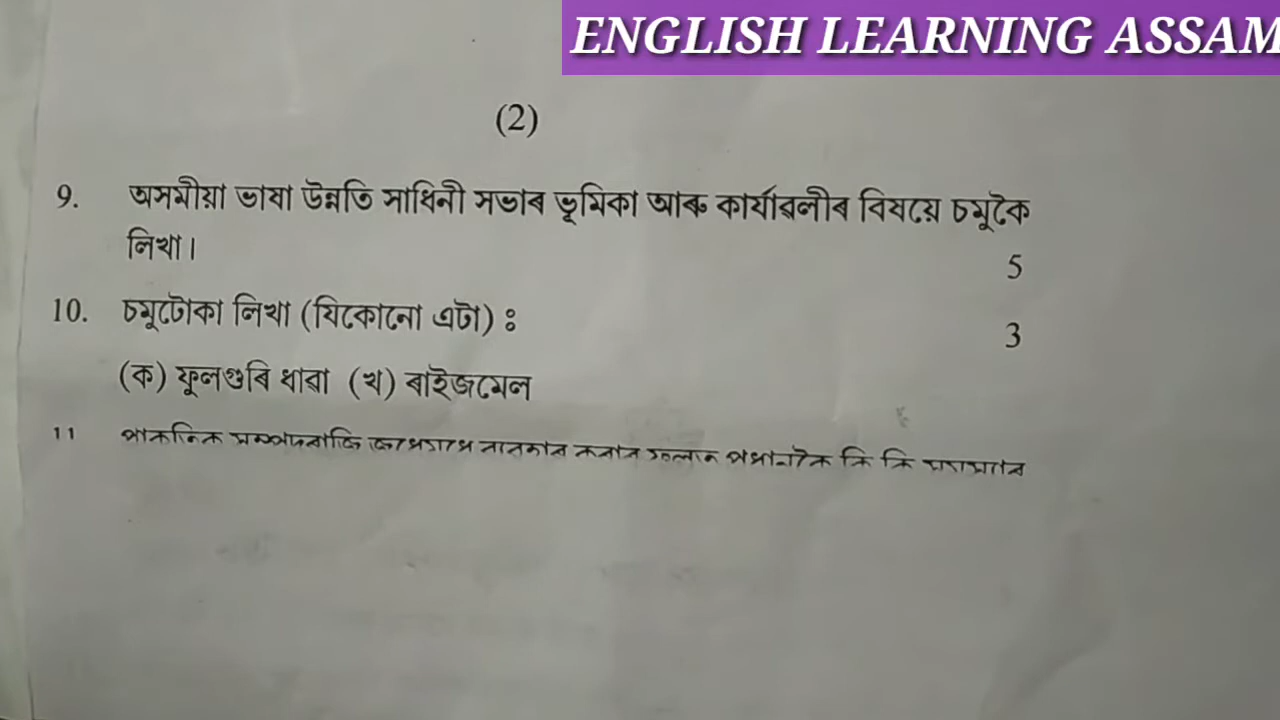 ENGLISH LEARNING ASSAM
(2)
9. অসমীয়া ভাষা উন্নতি সাধিনী সভাৰ ভূমিকা আৰু কাৰ্যাৱলীৰ বিষয়ে চমুকৈ
লিখা। 5
10. চমুটোকা লিখা (যিকোনো এটা) : 3
(ক) ফুলগুৰি ধাৱা (খ) ৰাইজমেল
11